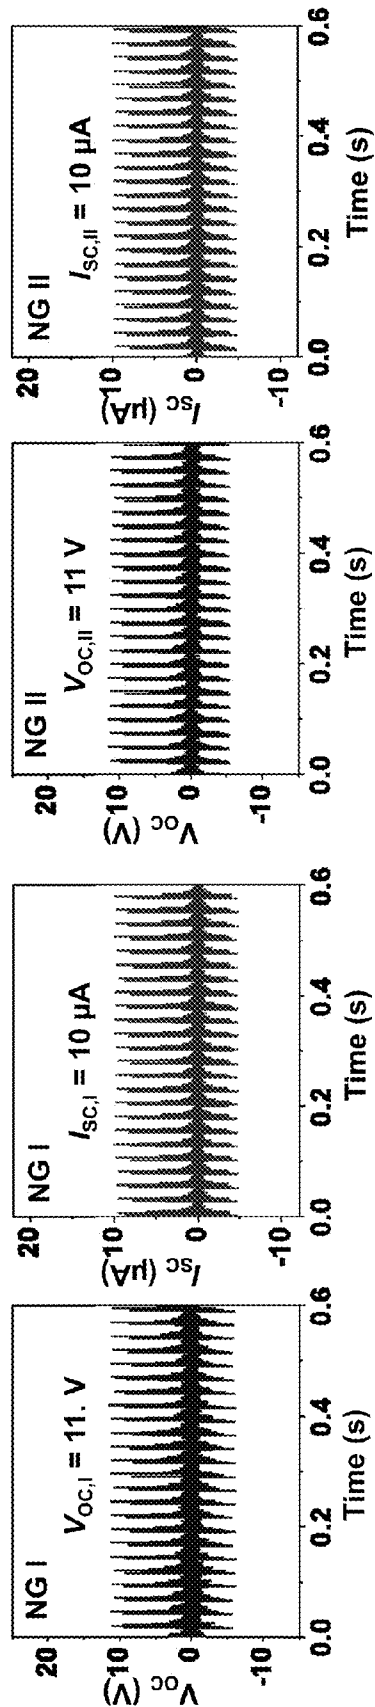 NG I
V_OC,I = 11. V
20
10
0
-10
V_OC (V)
0.0
0.2
0.4
0.6
Time (s)
NG I
I_SC,I = 10 µA
20
10
0
-10
I_SC (µA)
0.0
0.2
0.4
0.6
Time (s)
NG II
V_OC,II = 11 V
20
10
0
-10
V_OC (V)
0.0
0.2
0.4
0.6
Time (s)
NG II
I_SC,II = 10 µA
20
10
0
-10
I_SC (µA)
0.0
0.2
0.4
0.6
Time (s)